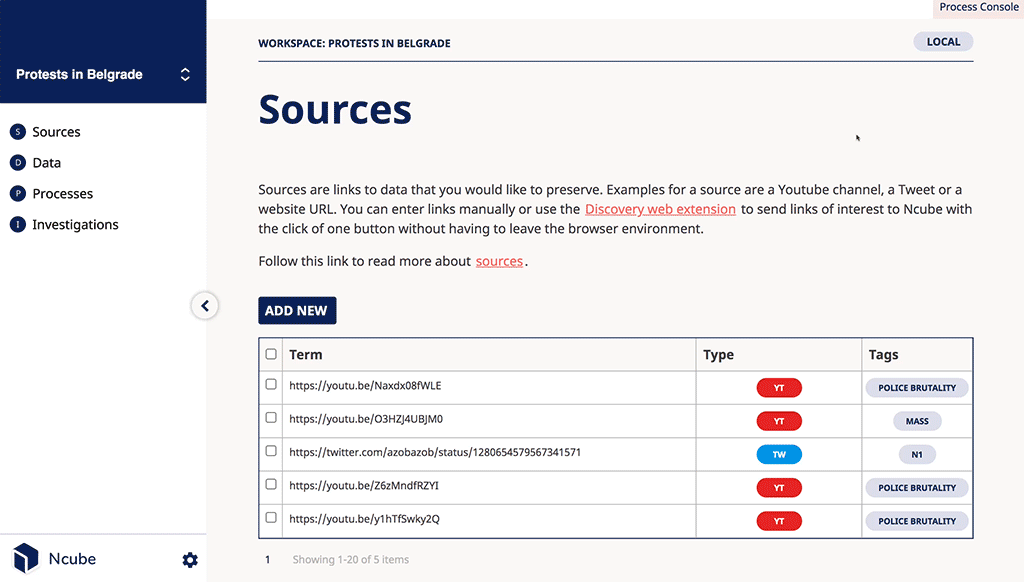 Process Console
Protests in Belgrade
WORKSPACE: PROTESTS IN BELGRADE
LOCAL
Sources
S Sources
D Data
P Processes
I Investigations
Sources are links to data that you would like to preserve. Examples for a source are a Youtube channel, a Tweet or a
website URL. You can enter links manually or use the Discovery web extension to send links of interest to Ncube with
the click of one button without having to leave the browser environment.
Follow this link to read more about sources.
ADD NEW
Term Type Tags
https://youtu.be/Naxdx08fWLE YT POLICE BRUTALITY
https://youtu.be/O3HZJ4UBJM0 YT MASS
https://twitter.com/azobazob/status/1280654579567341571 TW N1
https://youtu.be/Z6zMndfRZYI YT POLICE BRUTALITY
https://youtu.be/y1hTfSwky2Q YT POLICE BRUTALITY
1 Showing 1-20 of 5 items
Ncube